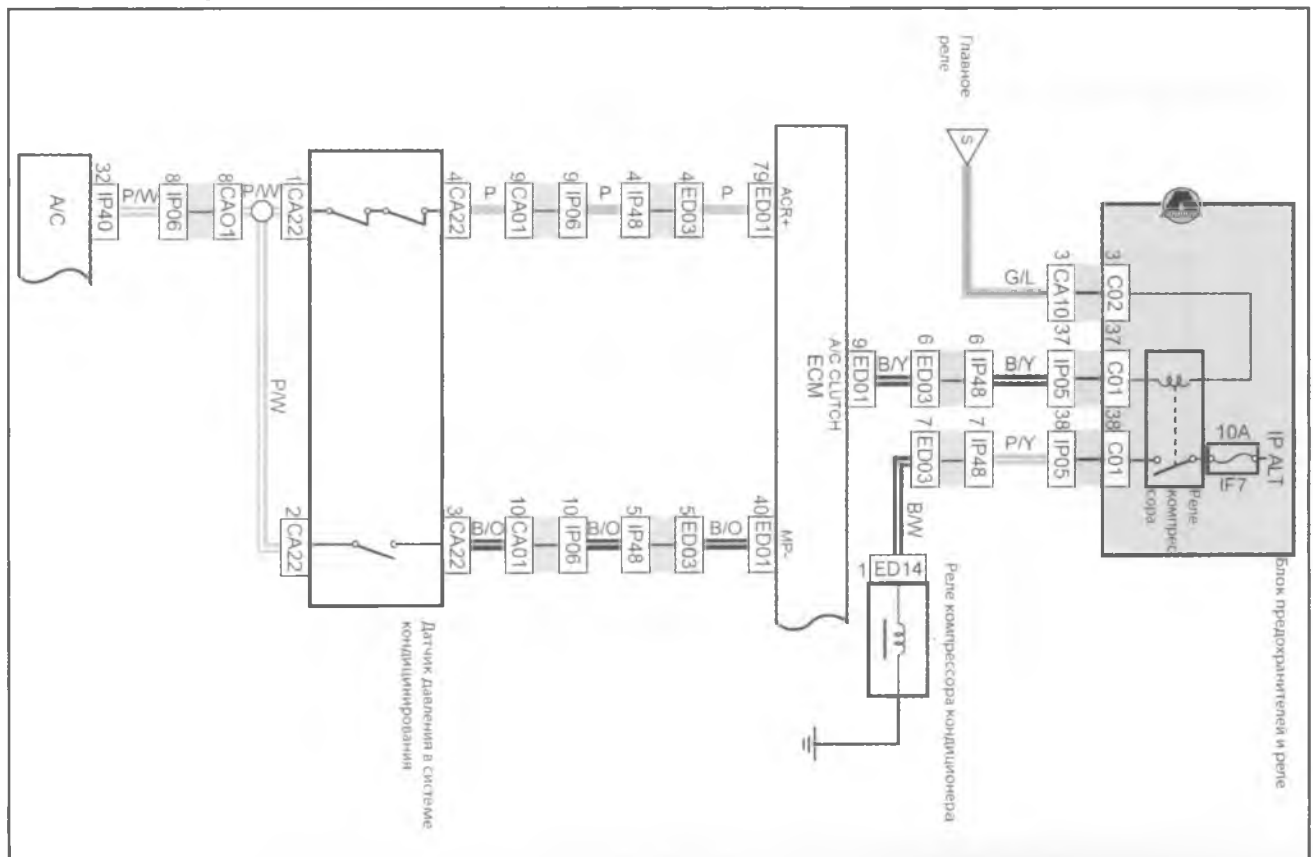 Главное
реле
S
G/L
3 CA10
3 C02
37 IP05
37 C01
38 IP05
38 C01
10A
IF7
IP ALT
Реле
компрес
сора
Блок предохранителей и реле
A/C
32 IP40
P/W
8 IP06
8 CAO1
P/W
1 CA22
4 CA22
P
9 CA01
9 IP06
P
4 IP48
4 ED03
P
79 ED01
ACR+
A/C CLUTCH
ECM
9 ED01
B/Y
6 ED03
6 IP48
B/Y
7 ED03
7 IP48
P/Y
B/W
1 ED14
Реле компрессора кондиционера
P/W
2 CA22
3 CA22
B/O
10 CA01
10 IP06
B/O
5 IP48
5 ED03
B/O
40 ED01
MP-
Датчик давления в системе
кондицинирования